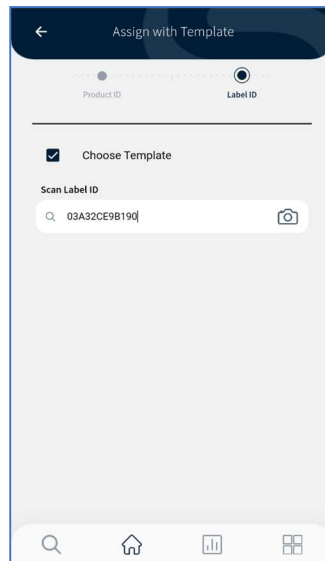 Assign with Template
Product ID
Label ID
Choose Template
Scan Label ID
03A32CE9B190